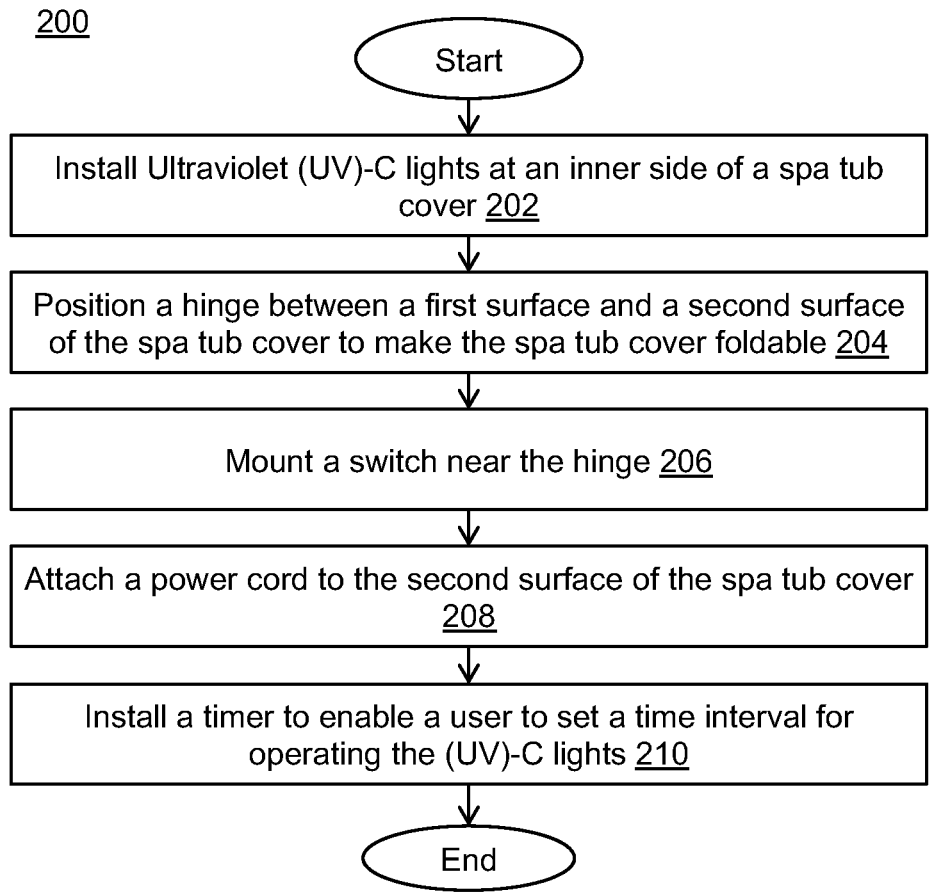 200
Start
Install Ultraviolet (UV)-C lights at an inner side of a spa tub
cover 202
Position a hinge between a first surface and a second surface
of the spa tub cover to make the spa tub cover foldable 204
Mount a switch near the hinge 206
Attach a power cord to the second surface of the spa tub cover
208
Install a timer to enable a user to set a time interval for
operating the (UV)-C lights 210
End